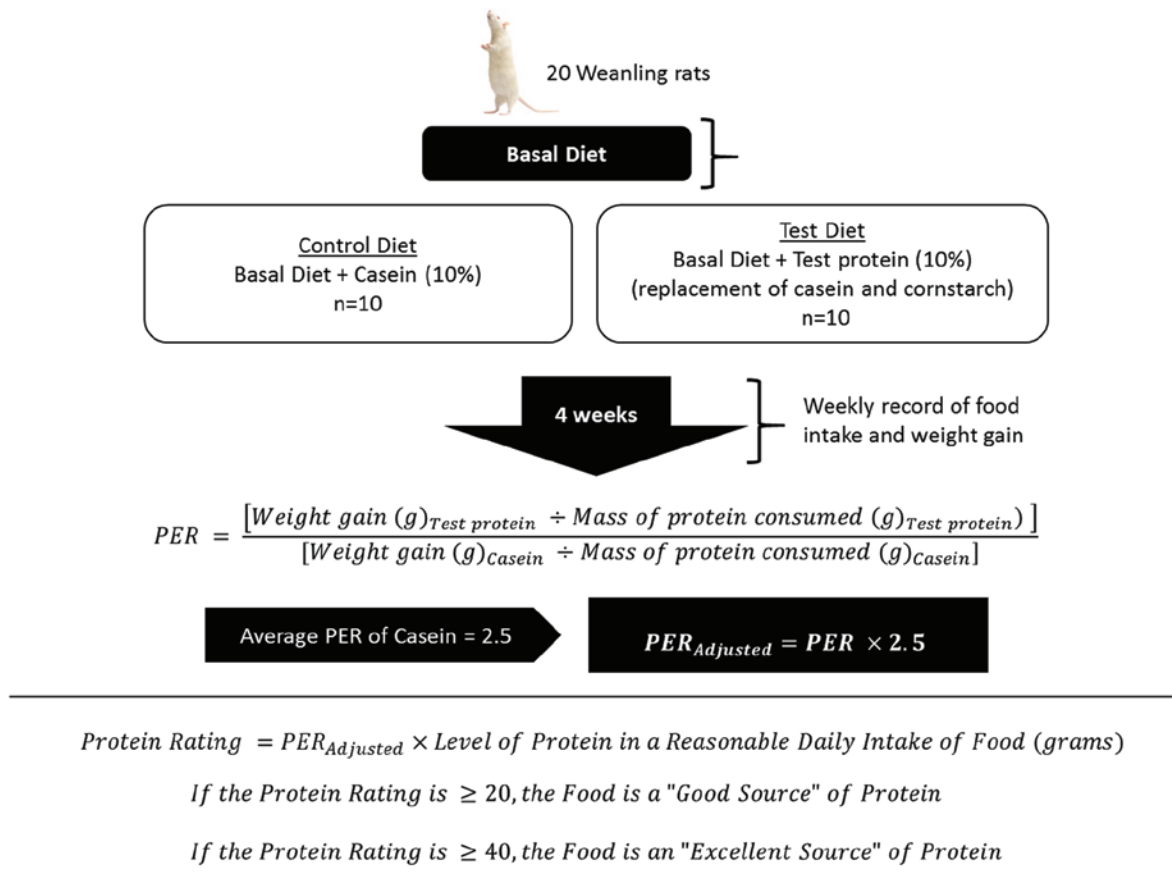 20 Weanling rats
Basal Diet
Control Diet
Basal Diet + Casein (10%)
n=10
Test Diet
Basal Diet + Test protein (10%)
(replacement of casein and cornstarch)
n=10
4 weeks
Weekly record of food
intake and weight gain
PER = [Weight gain (g)Test protein ÷ Mass of protein consumed (g)Test protein) ]
[Weight gain (g)Casein ÷ Mass of protein consumed (g)Casein]
Average PER of Casein = 2.5
PERAdjusted = PER × 2.5
Protein Rating = PERAdjusted × Level of Protein in a Reasonable Daily Intake of Food (grams)
If the Protein Rating is ≥ 20, the Food is a "Good Source" of Protein
If the Protein Rating is ≥ 40, the Food is an "Excellent Source" of Protein